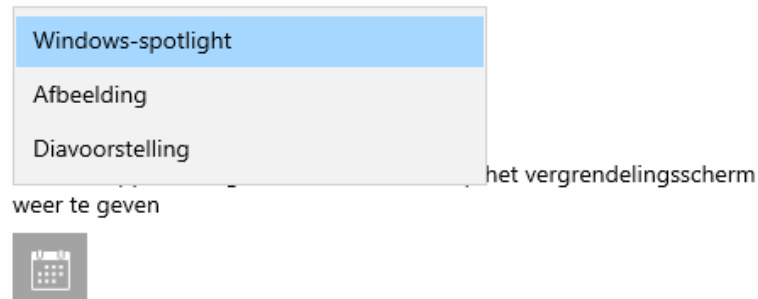 Windows-spotlight
Afbeelding
Diavoorstelling
het vergrendelingsscherm
weer te geven